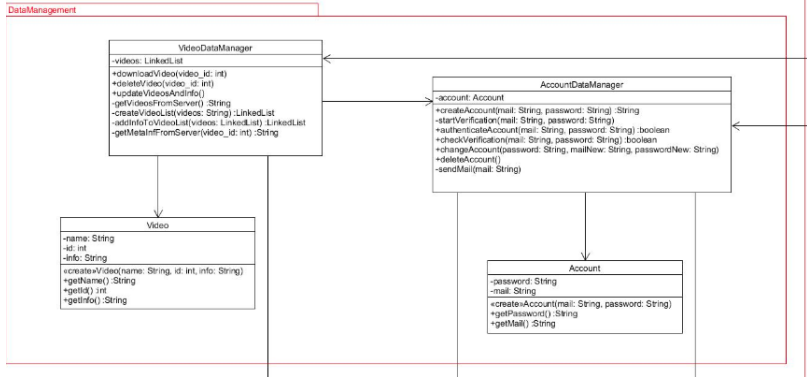 DataManagement
VideoDataManager
-videos: LinkedList
+downloadVideo(video_id: int)
+deleteVideo(video_id: int)
+updateVideosAndInfo()
-getVideosFromServer() :String
-createVideoList(videos: String) :LinkedList
-addInfoToVideoList(videos: LinkedList) :LinkedList
-getMetaInfFromServer(video_id: int) :String
AccountDataManager
-account: Account
+createAccount(mail: String, password: String) :String
-startVerification(mail: String, password: String)
+authenticateAccount(mail: String, password: String) :boolean
+checkVerification(mail: String, password: String) :boolean
+changeAccount(password: String, mailNew: String, passwordNew: String)
+deleteAccount()
-sendMail(mail: String)
Video
-name: String
-id: int
-info: String
«create»Video(name: String, id: int, info: String)
+getName() :String
+getId() :int
+getInfo() :String
Account
-password: String
-mail: String
«create»Account(mail: String, password: String)
+getPassword() :String
+getMail() :String